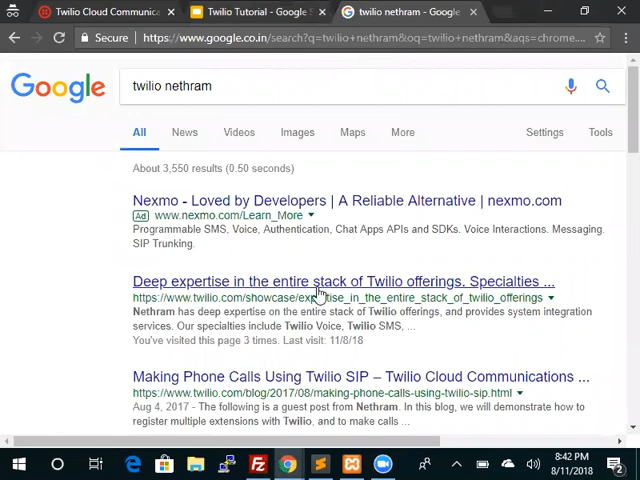 Twilio Cloud Communica
Twilio Tutorial - Google S
twilio nethram - Google
Secure
https://www.google.co.in/search?q=twilio+nethram&oq=twilio+nethram&aqs=chrome....
Google
twilio nethram
All
News
Videos
Images
Maps
More
Settings
Tools
About 3,550 results (0.50 seconds)
Nexmo - Loved by Developers | A Reliable Alternative | nexmo.com
Ad www.nexmo.com/Learn_More
Programmable SMS, Voice, Authentication, Chat Apps APIs and SDKs. Voice Interactions. Messaging.
SIP Trunking.
Deep expertise in the entire stack of Twilio offerings. Specialties ...
https://www.twilio.com/showcase/expertise_in_the_entire_stack_of_twilio_offerings
Nethram has deep expertise on the entire stack of Twilio offerings, and provides system integration
services. Our specialties include Twilio Voice, Twilio SMS, ...
You've visited this page 3 times. Last visit: 11/8/18
Making Phone Calls Using Twilio SIP – Twilio Cloud Communications ...
https://www.twilio.com/blog/2017/08/making-phone-calls-using-twilio-sip.html
Aug 4, 2017 - The following is a guest post from Nethram. In this blog, we will demonstrate how to
register multiple extensions with Twilio, and to make calls ...
8:42 PM
8/11/2018
2